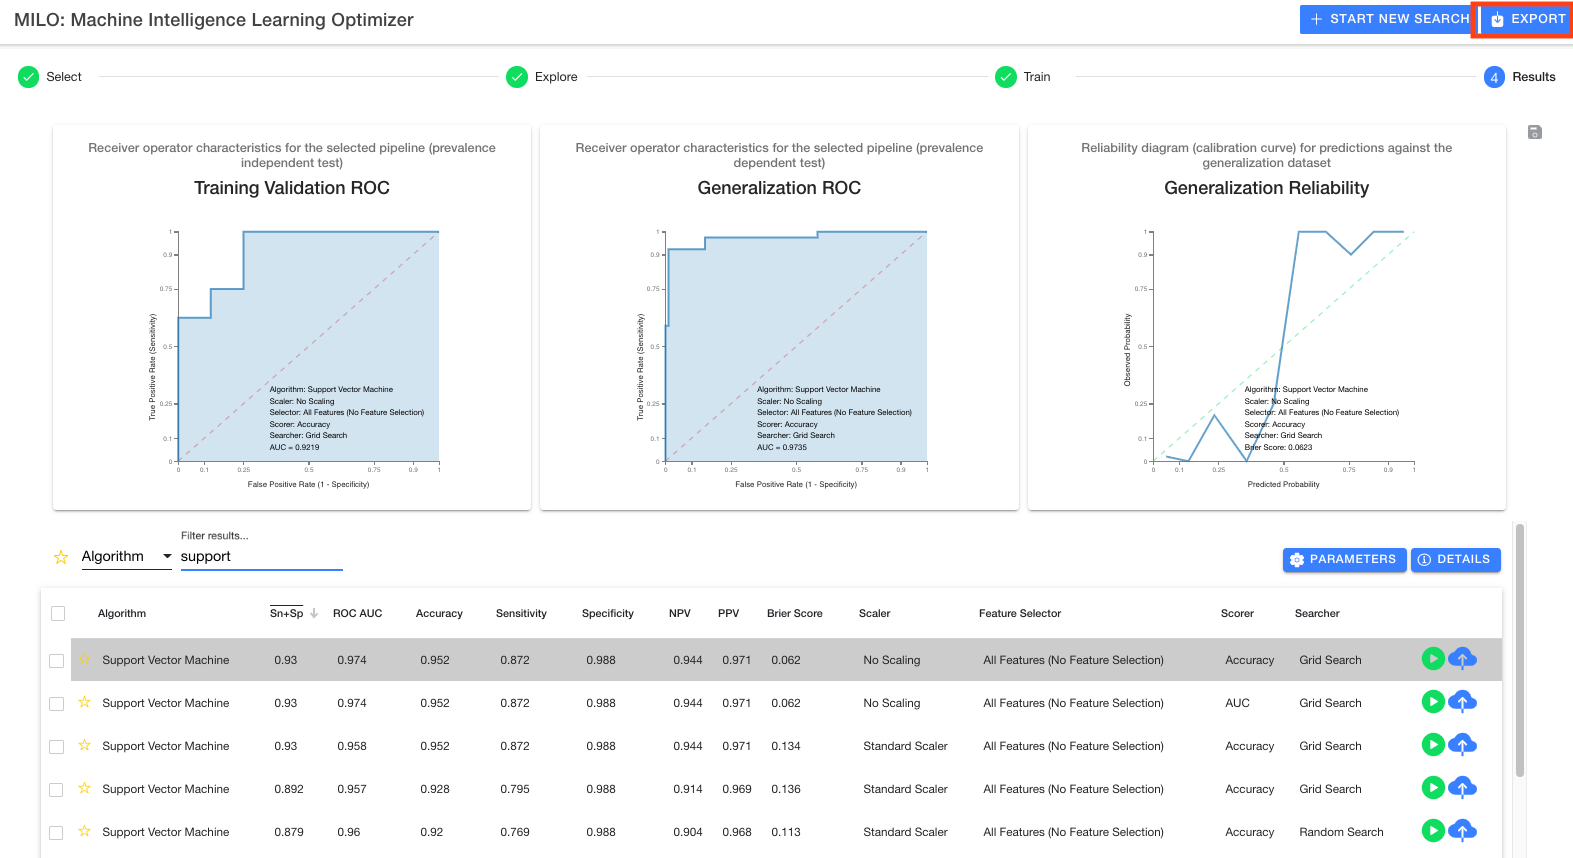 MILO: Machine Intelligence Learning Optimizer
START NEW SEARCH
EXPORT
Select
Explore
Train
4 Results
Receiver operator characteristics for the selected pipeline (prevalence
independent test)
Training Validation ROC
1
0.9
0.75
0.5
0.25
0.1
0
True Positive Rate (Sensitivity)
Algorithm: Support Vector Machine
Scaler: No Scaling
Selector: All Features (No Feature Selection)
Scorer: Accuracy
Searcher: Grid Search
AUC = 0.9219
0 0.1 0.25 0.5 0.75 0.9 1
False Positive Rate (1 - Specificity)
Receiver operator characteristics for the selected pipeline (prevalence
dependent test)
Generalization ROC
1
0.9
0.75
0.5
0.25
0.1
0
True Positive Rate (Sensitivity)
Algorithm: Support Vector Machine
Scaler: No Scaling
Selector: All Features (No Feature Selection)
Scorer: Accuracy
Searcher: Grid Search
AUC = 0.9735
0 0.1 0.25 0.5 0.75 0.9 1
False Positive Rate (1 - Specificity)
Reliability diagram (calibration curve) for predictions against the
generalization dataset
Generalization Reliability
1
0.9
0.75
0.5
0.25
0.1
0
Observed Probability
Algorithm: Support Vector Machine
Scaler: No Scaling
Selector: All Features (No Feature Selection)
Scorer: Accuracy
Searcher: Grid Search
Brier Score: 0.0623
0 0.1 0.25 0.5 0.75 0.9 1
Predicted Probability
Filter results...
Algorithm support
PARAMETERS
DETAILS
Algorithm Sn+Sp ROC AUC Accuracy Sensitivity Specificity NPV PPV Brier Score Scaler Feature Selector Scorer Searcher
Support Vector Machine 0.93 0.974 0.952 0.872 0.988 0.944 0.971 0.062 No Scaling All Features (No Feature Selection) Accuracy Grid Search
Support Vector Machine 0.93 0.974 0.952 0.872 0.988 0.944 0.971 0.062 No Scaling All Features (No Feature Selection) AUC Grid Search
Support Vector Machine 0.93 0.958 0.952 0.872 0.988 0.944 0.971 0.134 Standard Scaler All Features (No Feature Selection) Accuracy Grid Search
Support Vector Machine 0.892 0.957 0.928 0.795 0.988 0.914 0.969 0.136 Standard Scaler All Features (No Feature Selection) Accuracy Grid Search
Support Vector Machine 0.879 0.96 0.92 0.769 0.988 0.904 0.968 0.113 Standard Scaler All Features (No Feature Selection) Accuracy Random Search